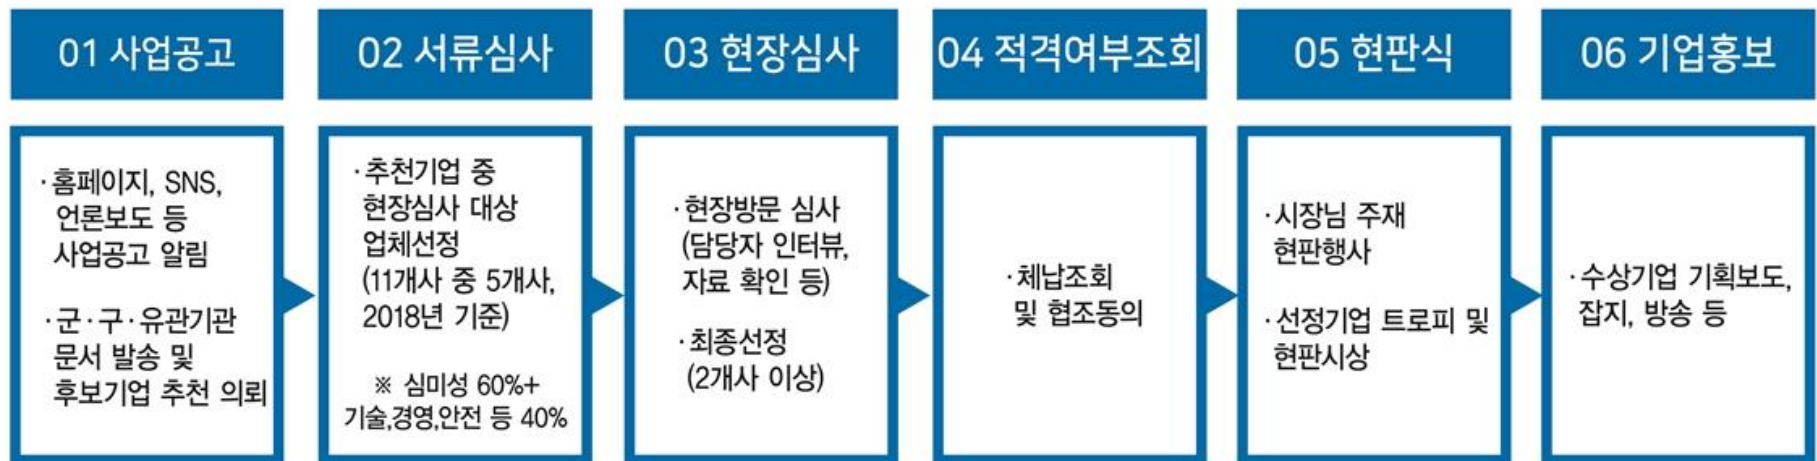 01 사업공고
· 홈페이지, SNS,
언론보도 등
사업공고 알림
· 군 · 구 · 유관기관
문서 발송 및
후보기업 추천 의뢰
02 서류심사
· 추천기업 중
현장심사 대상
업체선정
(11개사 중 5개사,
2018년 기준)
※ 심미성 60%+
기술,경영,안전 등 40%
03 현장심사
· 현장방문 심사
(담당자 인터뷰,
자료 확인 등)
· 최종선정
(2개사 이상)
04 적격여부조회
· 체납조회
및 협조동의
05 현판식
· 시장님 주재
현판행사
· 선정기업 트로피 및
현판시상
06 기업홍보
· 수상기업 기획보도,
잡지, 방송 등